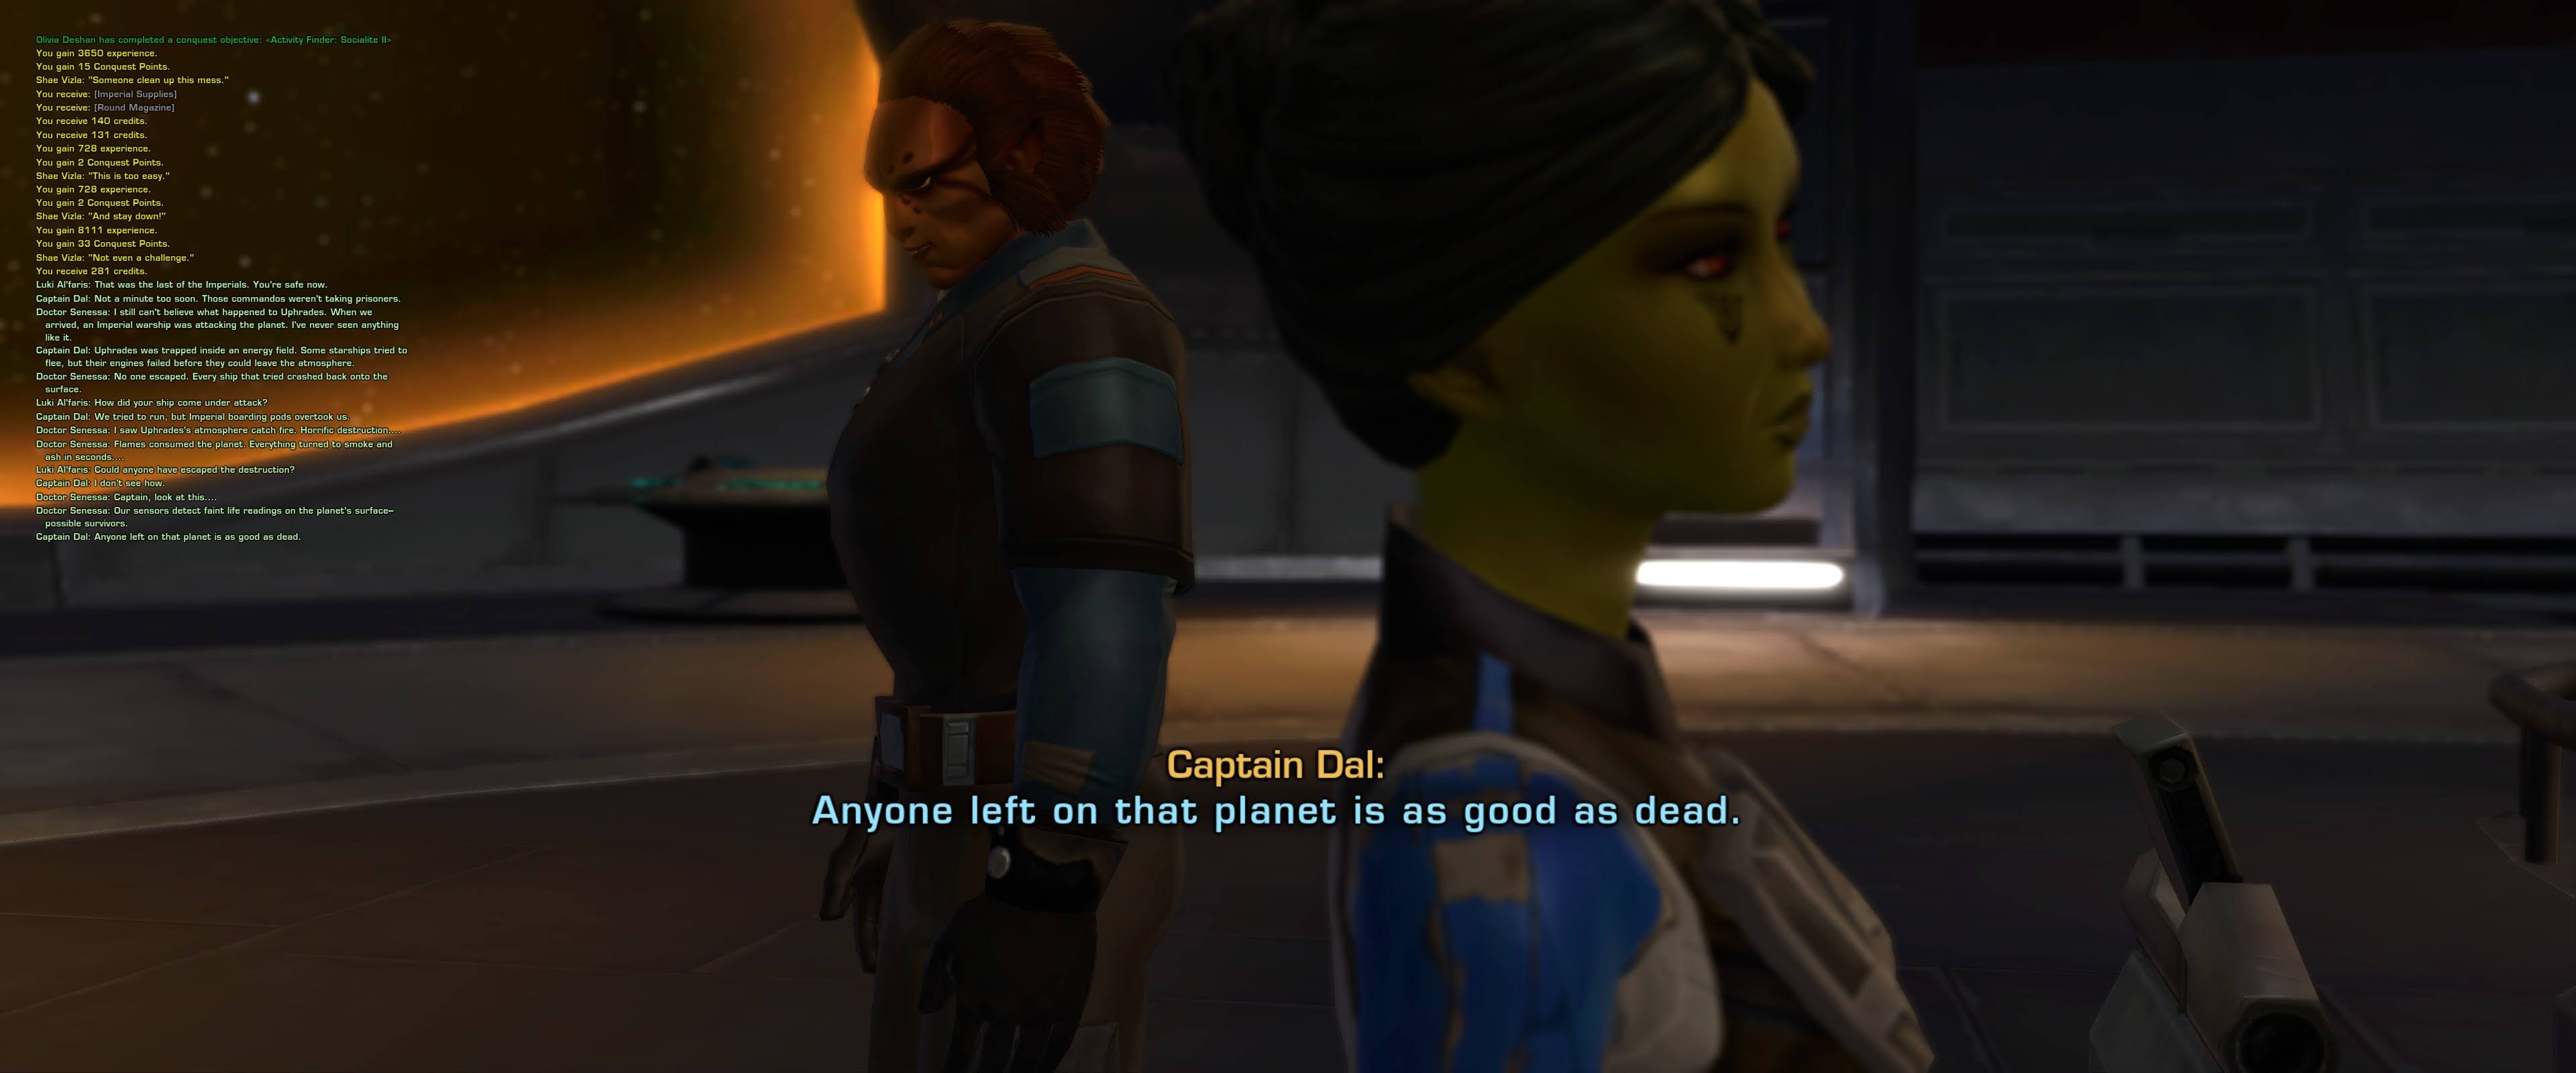 Olivia Deshan has completed a conquest objective: <Activity Finder: Socialite II>
You gain 3650 experience.
You gain 15 Conquest Points.
Shae Vizla: "Someone clean up this mess."
You receive: [Imperial Supplies]
You receive: [Round Magazine]
You receive 140 credits.
You receive 131 credits.
You gain 728 experience.
You gain 2 Conquest Points.
Shae Vizla: "This is too easy."
You gain 728 experience.
You gain 2 Conquest Points.
Shae Vizla: "And stay down!"
You gain 8111 experience.
You gain 33 Conquest Points.
Shae Vizla: "Not even a challenge."
You receive 281 credits.
Luki Al'faris: That was the last of the Imperials. You're safe now.
Captain Dal: Not a minute too soon. Those commandos weren't taking prisoners.
Doctor Senessa: I still can't believe what happened to Uphrades. When we
arrived, an Imperial warship was attacking the planet. I've never seen anything
like it.
Captain Dal: Uphrades was trapped inside an energy field. Some starships tried to
flee, but their engines failed before they could leave the atmosphere.
Doctor Senessa: No one escaped. Every ship that tried crashed back onto the
surface.
Luki Al'faris: How did your ship come under attack?
Captain Dal: We tried to run, but Imperial boarding pods overtook us.
Doctor Senessa: I saw Uphrades's atmosphere catch fire. Horrific destruction....
Doctor Senessa: Flames consumed the planet. Everything turned to smoke and
ash in seconds....
Luki Al'faris: Could anyone have escaped the destruction?
Captain Dal: I don't see how.
Doctor Senessa: Captain, look at this....
Doctor Senessa: Our sensors detect faint life readings on the planet's surface–
possible survivors.
Captain Dal: Anyone left on that planet is as good as dead.
Captain Dal:
Anyone left on that planet is as good as dead.